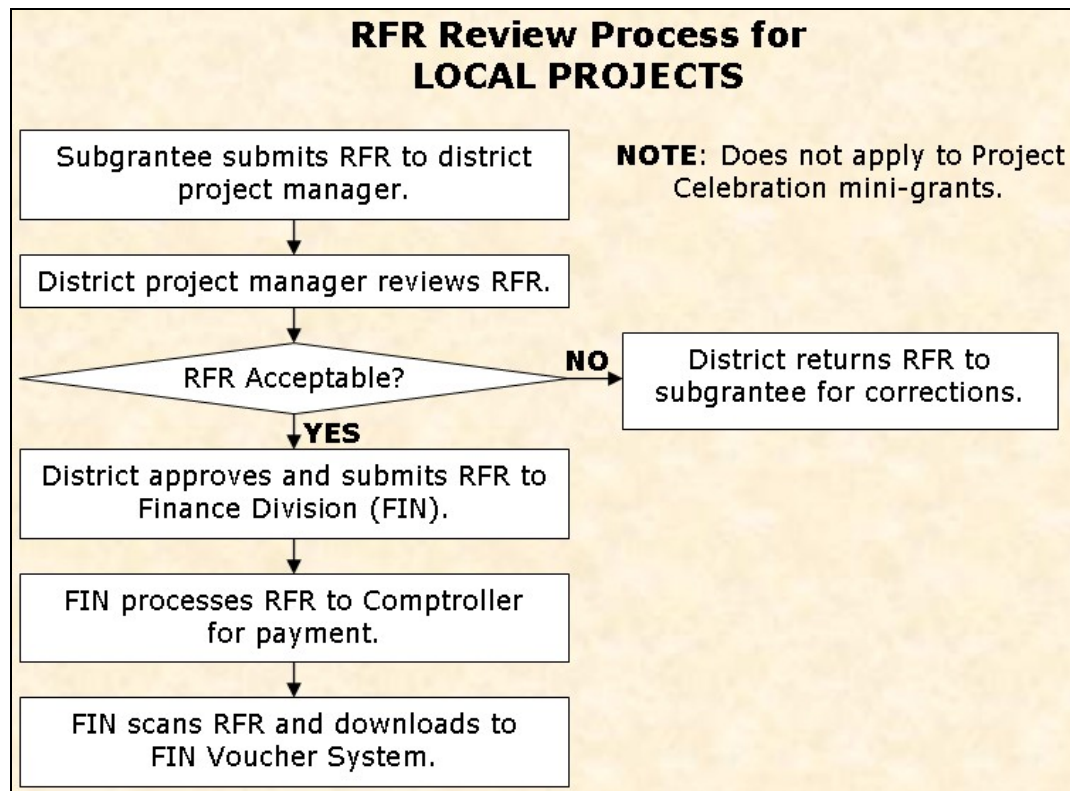 RFR Review Process for
LOCAL PROJECTS
Subgrantee submits RFR to district
project manager.
NOTE: Does not apply to Project
Celebration mini-grants.
District project manager reviews RFR.
RFR Acceptable?
NO
District returns RFR to
subgrantee for corrections.
YES
District approves and submits RFR to
Finance Division (FIN).
FIN processes RFR to Comptroller
for payment.
FIN scans RFR and downloads to
FIN Voucher System.